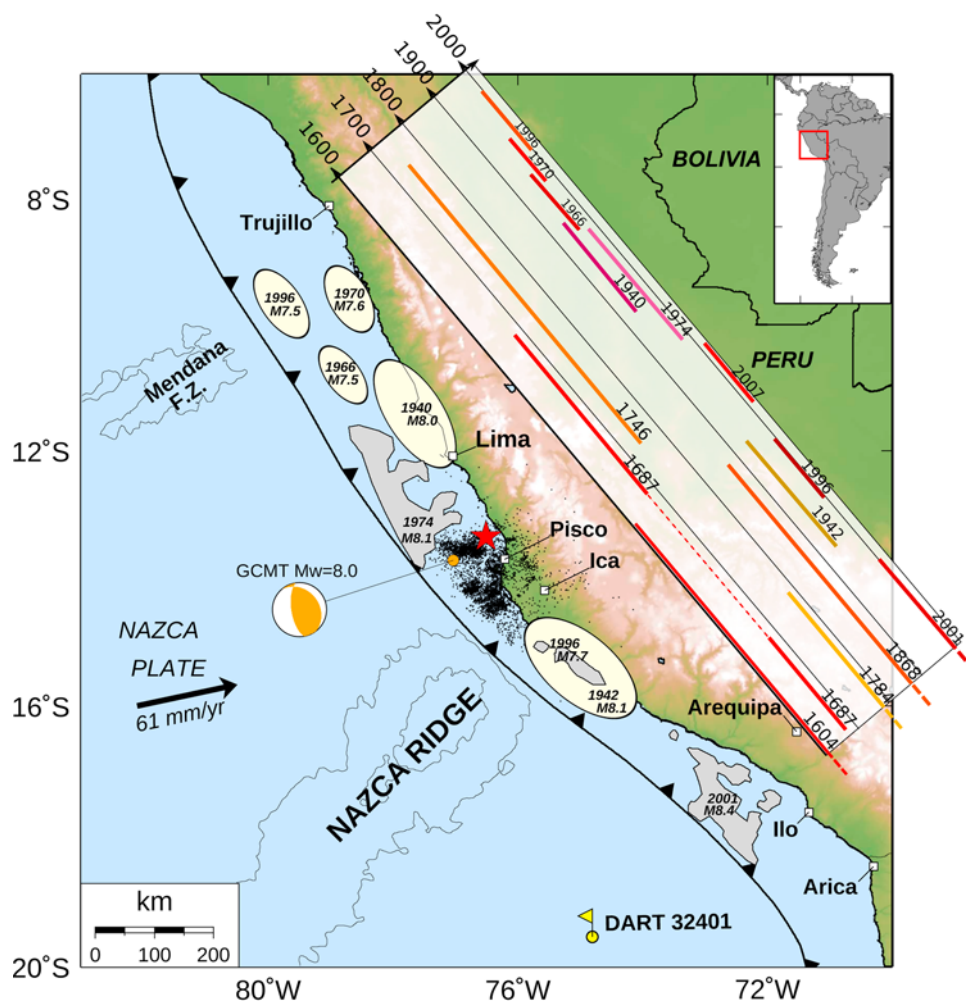 2000
1900
1800
1700
1600
1996
1970
1966
1940
1974
2007
1746
1687
1996
1942
2001
1868
1784
1687
1604
BOLIVIA
PERU
8°S
12°S
16°S
20°S
80°W
76°W
72°W
Trujillo
1996
M7.5
1970
M7.6
1966
M7.5
1940
M8.0
Mendana
F.Z.
Lima
1974
M8.1
Pisco
Ica
GCMT Mw=8.0
NAZCA
PLATE
61 mm/yr
1996
M7.7
1942
M8.1
Arequipa
NAZCA RIDGE
2001
M8.4
Ilo
Arica
km
0 100 200
DART 32401